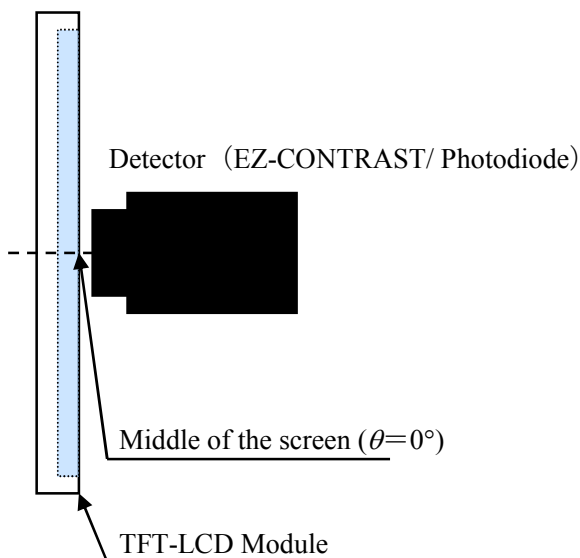 Detector（EZ-CONTRAST/ Photodiode）
Middle of the screen (θ＝0°)
TFT-LCD Module